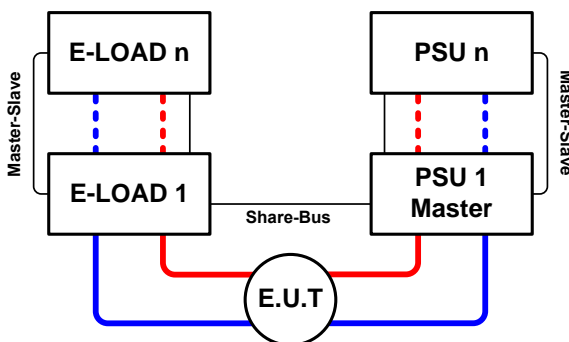 E-LOAD n
PSU n
Master-Slave
Master-Slave
E-LOAD 1
PSU 1
Master
Share-Bus
E.U.T